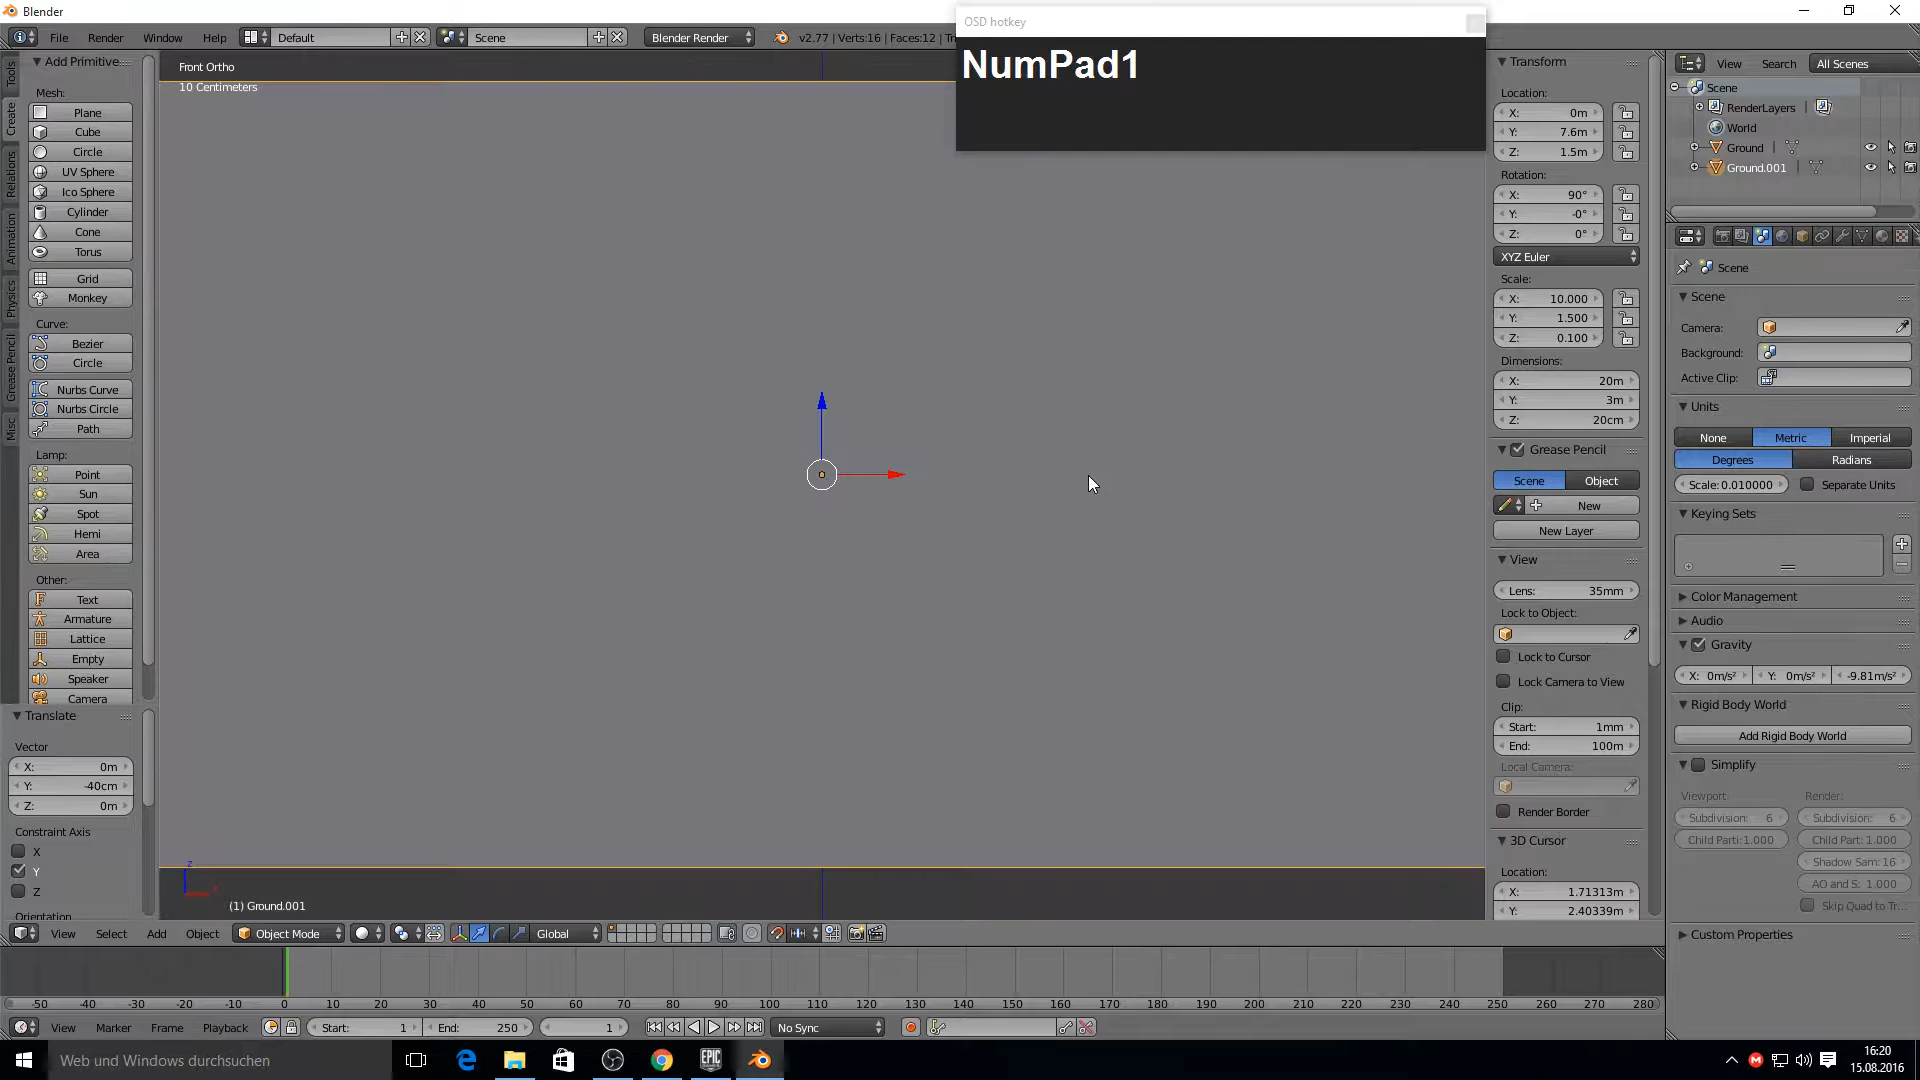 Blender
OSD hotkey
NumPad1
File Render Window Help Default Scene Blender Render v2.77 | Verts:16 | Faces:12 | Tr
View Search All Scenes
Tools
Create
Relations
Animation
Physics
Grease Pencil
Misc
Add Primitive
Mesh:
Plane
Cube
Circle
UV Sphere
Ico Sphere
Cylinder
Cone
Torus
Grid
Monkey
Curve:
Bezier
Circle
Nurbs Curve
Nurbs Circle
Path
Lamp:
Point
Sun
Spot
Hemi
Area
Other:
Text
Armature
Lattice
Empty
Speaker
Camera
Translate
Vector
X: 0m
Y: -40cm
Z: 0m
Constraint Axis
X
Y
Z
Orientation
Front Ortho
10 Centimeters
z
x
(1) Ground.001
Transform
Location:
X: 0m
Y: 7.6m
Z: 1.5m
Rotation:
X: 90°
Y: -0°
Z: 0°
XYZ Euler
Scale:
X: 10.000
Y: 1.500
Z: 0.100
Dimensions:
X: 20m
Y: 3m
Z: 20cm
Grease Pencil
Scene Object
New
New Layer
View
Lens: 35mm
Lock to Object:
Lock to Cursor
Lock Camera to View
Clip:
Start: 1mm
End: 100m
Local Camera:
Render Border
3D Cursor
Location:
X: 1.71313m
Y: 2.40339m
Scene
RenderLayers
World
Ground
Ground.001
Scene
Scene
Camera:
Background:
Active Clip:
Units
None Metric Imperial
Degrees Radians
Scale:0.010000 Separate Units
Keying Sets
Color Management
Audio
Gravity
X: 0m/s² Y: 0m/s² -9.81m/s²
Rigid Body World
Add Rigid Body World
Simplify
Viewport: Render:
Subdivision: 6 Subdivision: 6
Child Parti:1.000 Child Part: 1.000
Shadow Sam: 16
AO and S: 1.000
Skip Quad to Tr...
Custom Properties
View Select Add Object Object Mode Global
-50 -40 -30 -20 -10 0 10 20 30 40 50 60 70 80 90 100 110 120 130 140 150 160 170 180 190 200 210 220 230 240 250 260 270 280
View Marker Frame Playback Start: 1 End: 250 1 No Sync
Web und Windows durchsuchen
EPIC
16:20
15.08.2016